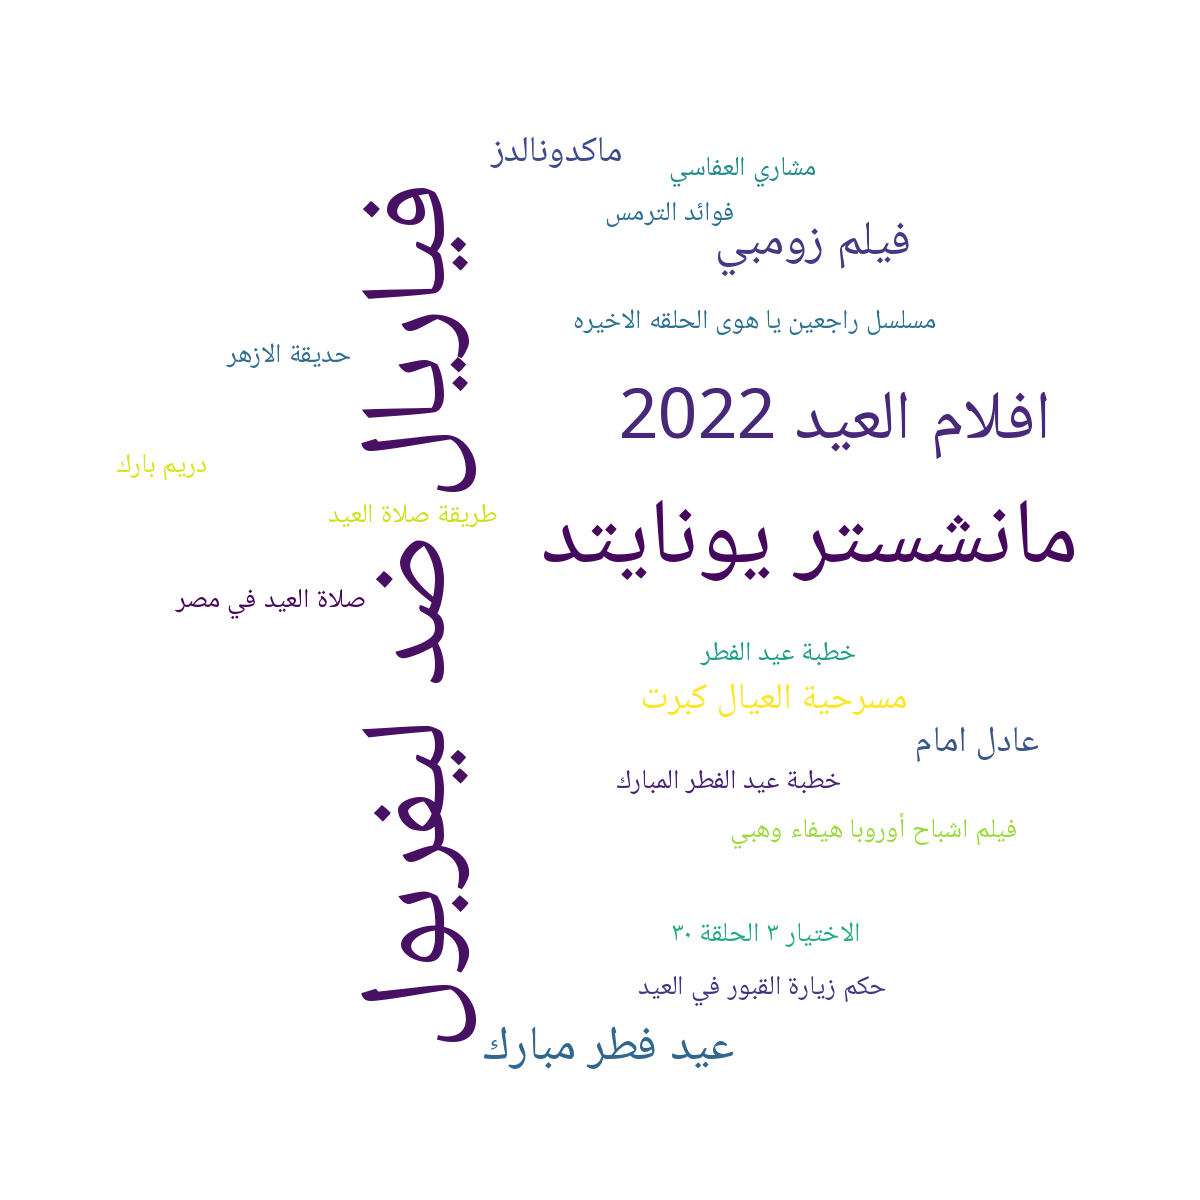 ماكدونالدز
مشاري العفاسي
فوائد الترمس
فيلم زومبي
مسلسل راجعين يا هوى الحلقه الاخيره
حديقة الازهر
افلام العيد 2022
دريم بارك
طريقة صلاة العيد
مانشستر يونايتد
صلاة العيد في مصر
فياريال ضد ليفربول
خطبة عيد الفطر
مسرحية العيال كبرت
عادل امام
خطبة عيد الفطر المبارك
فيلم اشباح أوروبا هيفاء وهبي
الاختيار ٣ الحلقة ٣٠
حكم زيارة القبور في العيد
عيد فطر مبارك